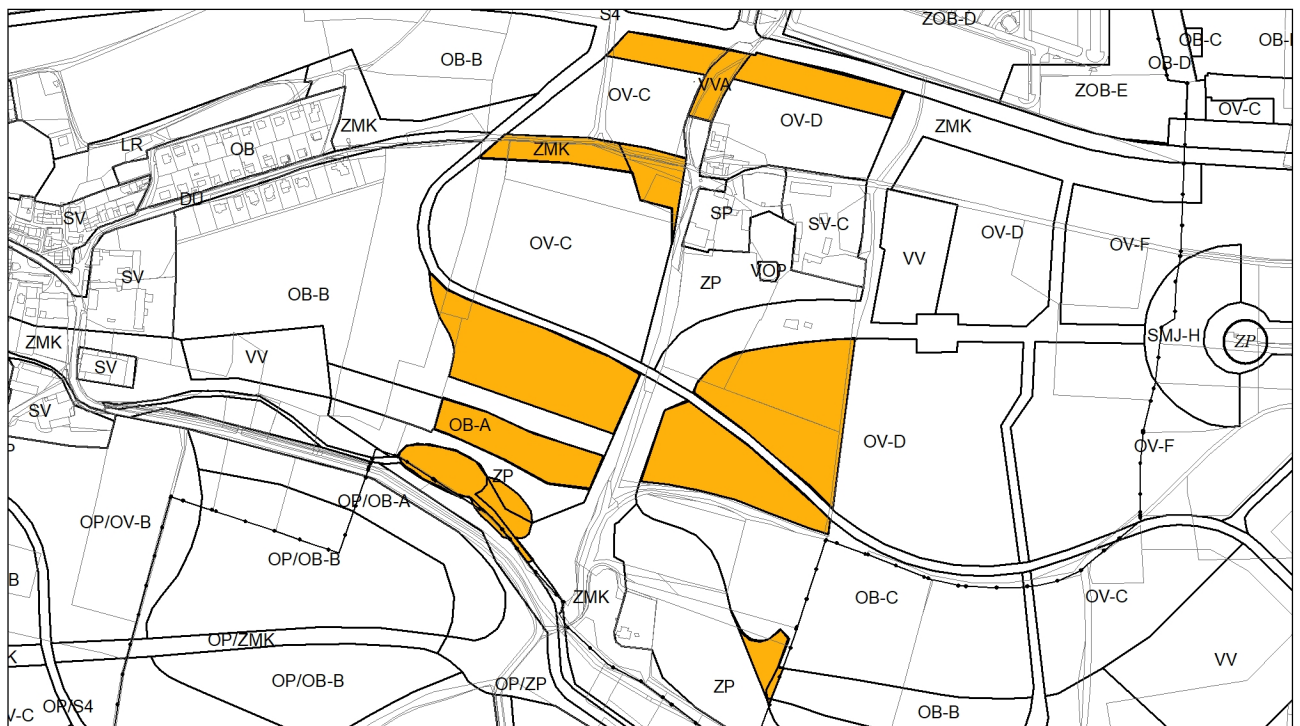 S4
ZOB-D
OB-C
OB-D
OB-B
ZOB-E
VVA
OV-C
OV-C
OV-D
ZMK
ZMK
LR
OB
ZMK
DU
SV
SP
SV-C
OV-D
OV-F
OV-C
VV
SV
ZP
VOP
OB-B
SMJ-H
ZP
ZMK
VV
SV
SV
OB-A
OV-D
OV-F
ZP
OP/OB-A
OP/OV-B
OP/OB-B
B
ZMK
OB-C
OV-C
OP/ZMK
K
VV
OP/OB-B
OP/ZP
ZP
OP/S4
V-C
OB-B